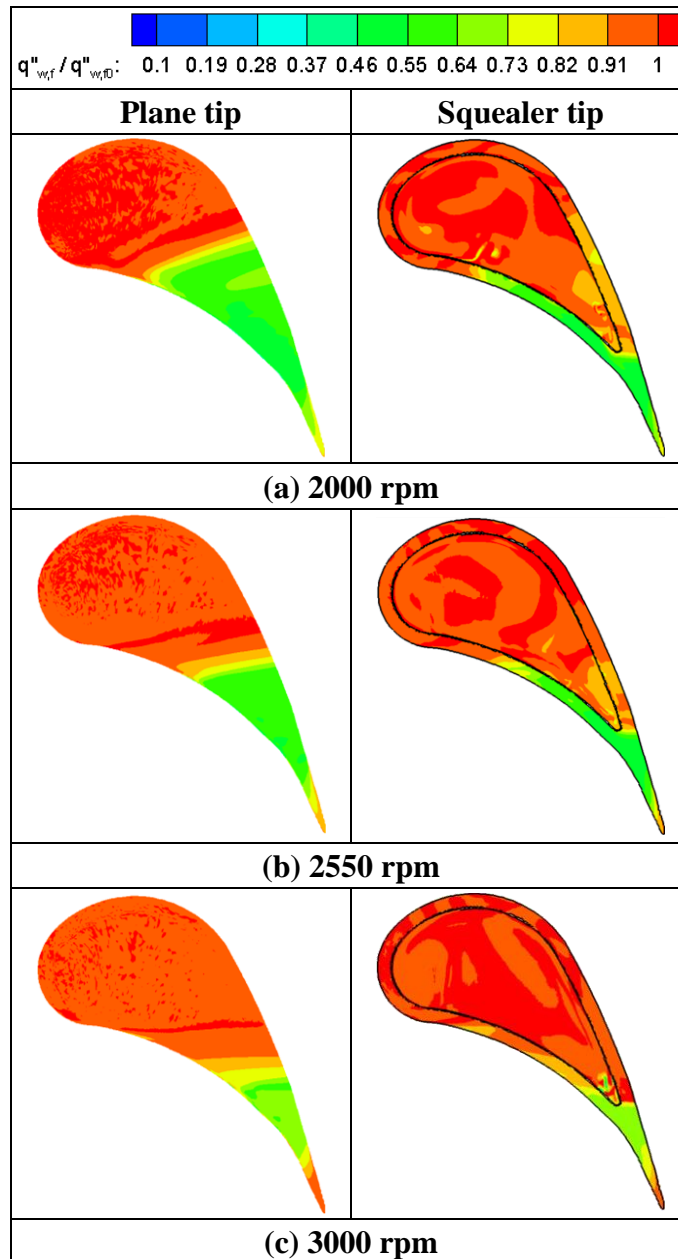 q"w,f / q"w,f0: 0.1 0.19 0.28 0.37 0.46 0.55 0.64 0.73 0.82 0.91 1
Plane tip Squealer tip
(a) 2000 rpm
(b) 2550 rpm
(c) 3000 rpm